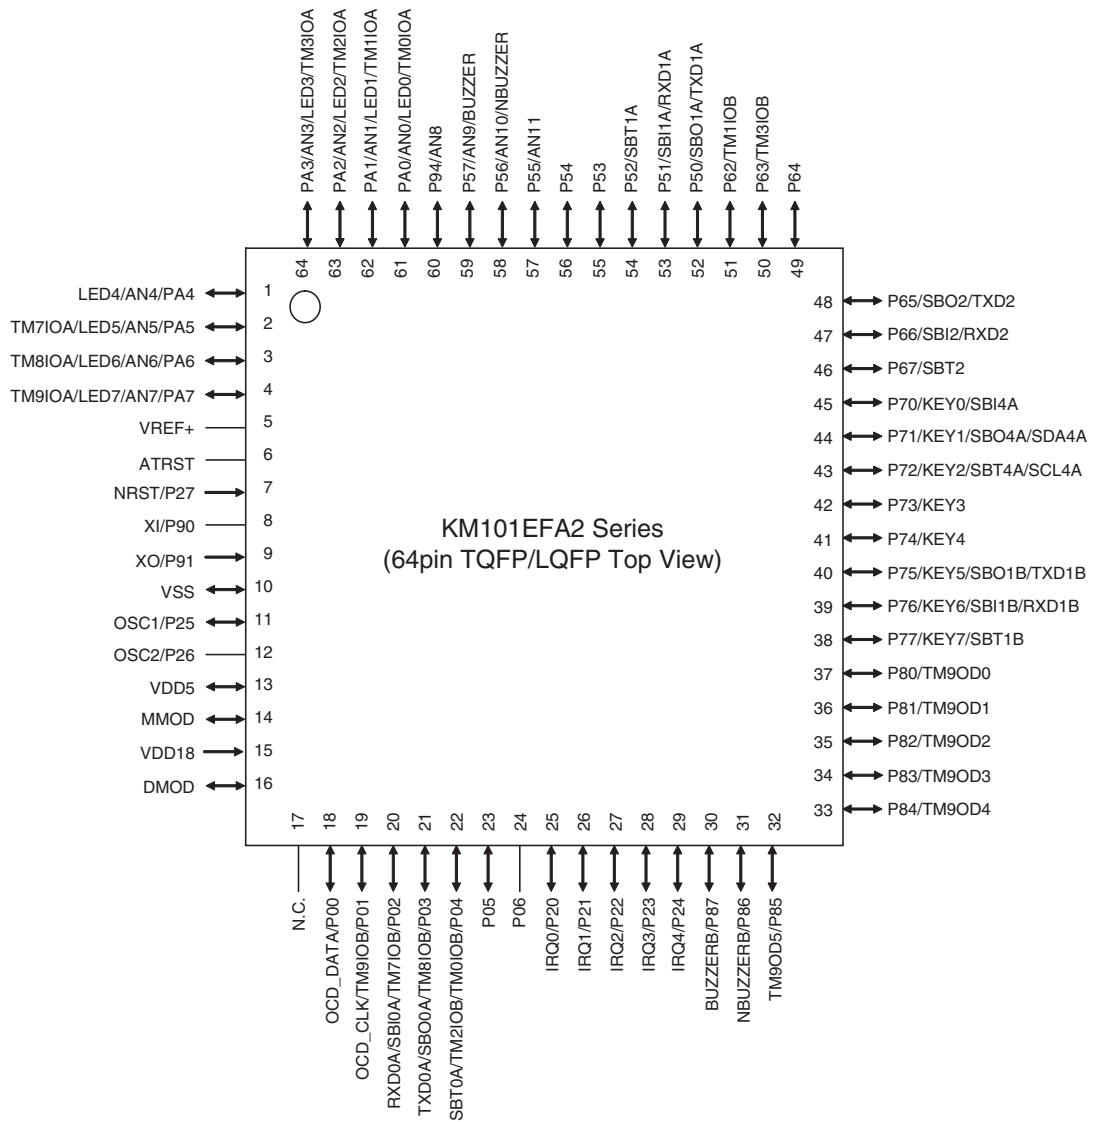 PA3/AN3/LED3/TM3IOA
PA2/AN2/LED2/TM2IOA
PA1/AN1/LED1/TM1IOA
PA0/AN0/LED0/TM0IOA
P94/AN8
P57/AN9/BUZZER
P56/AN10/NBUZZER
P55/AN11
P54
P53
P52/SBT1A
P51/SBI1A/RXD1A
P50/SBO1A/TXD1A
P62/TM1IOB
P63/TM3IOB
P64
64
63
62
61
60
59
58
57
56
55
54
53
52
51
50
49
LED4/AN4/PA4 1
TM7IOA/LED5/AN5/PA5 2
TM8IOA/LED6/AN6/PA6 3
TM9IOA/LED7/AN7/PA7 4
VREF+ 5
ATRST 6
NRST/P27 7
XI/P90 8
XO/P91 9
VSS 10
OSC1/P25 11
OSC2/P26 12
VDD5 13
MMOD 14
VDD18 15
DMOD 16
KM101EFA2 Series
(64pin TQFP/LQFP Top View)
48 P65/SBO2/TXD2
47 P66/SBI2/RXD2
46 P67/SBT2
45 P70/KEY0/SBI4A
44 P71/KEY1/SBO4A/SDA4A
43 P72/KEY2/SBT4A/SCL4A
42 P73/KEY3
41 P74/KEY4
40 P75/KEY5/SBO1B/TXD1B
39 P76/KEY6/SBI1B/RXD1B
38 P77/KEY7/SBT1B
37 P80/TM9OD0
36 P81/TM9OD1
35 P82/TM9OD2
34 P83/TM9OD3
33 P84/TM9OD4
17
18
19
20
21
22
23
24
25
26
27
28
29
30
31
32
N.C.
OCD_DATA/P00
OCD_CLK/TM9IOB/P01
RXD0A/SBI0A/TM7IOB/P02
TXD0A/SBO0A/TM8IOB/P03
SBT0A/TM2IOB/TM0IOB/P04
P05
P06
IRQ0/P20
IRQ1/P21
IRQ2/P22
IRQ3/P23
IRQ4/P24
BUZZERB/P87
NBUZZERB/P86
TM9OD5/P85